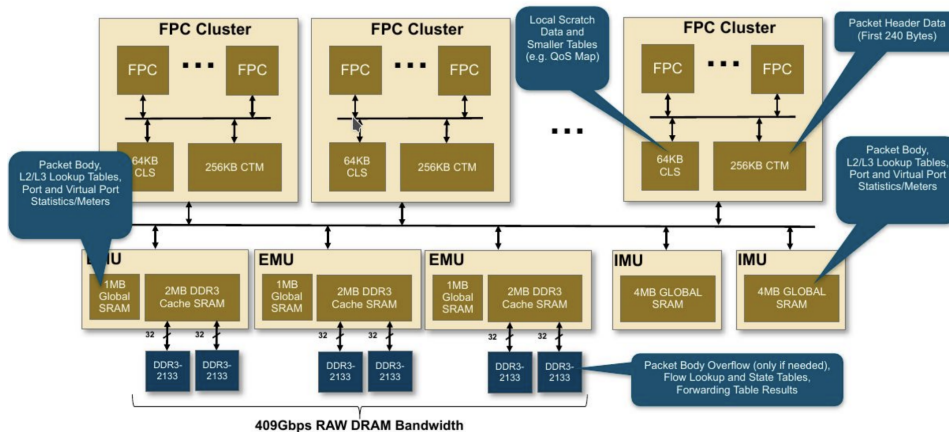 FPC Cluster
FPC
FPC
64KB
CLS
256KB CTM
FPC Cluster
FPC
FPC
64KB
CLS
256KB CTM
Local Scratch
Data and
Smaller Tables
(e.g. QoS Map)
Packet Header Data
(First 240 Bytes)
FPC Cluster
FPC
FPC
64KB
CLS
256KB CTM
Packet Body,
L2/L3 Lookup Tables,
Port and Virtual Port
Statistics/Meters
Packet Body,
L2/L3 Lookup Tables,
Port and Virtual Port
Statistics/Meters
EMU
1MB
Global
SRAM
2MB DDR3
Cache SRAM
EMU
1MB
Global
SRAM
2MB DDR3
Cache SRAM
EMU
1MB
Global
SRAM
2MB DDR3
Cache SRAM
IMU
4MB GLOBAL
SRAM
IMU
4MB GLOBAL
SRAM
32
32
32
32
32
32
DDR3-
2133
DDR3-
2133
DDR3-
2133
DDR3-
2133
DDR3-
2133
DDR3-
2133
Packet Body Overflow (only if needed),
Flow Lookup and State Tables,
Forwarding Table Results
409Gbps RAW DRAM Bandwidth